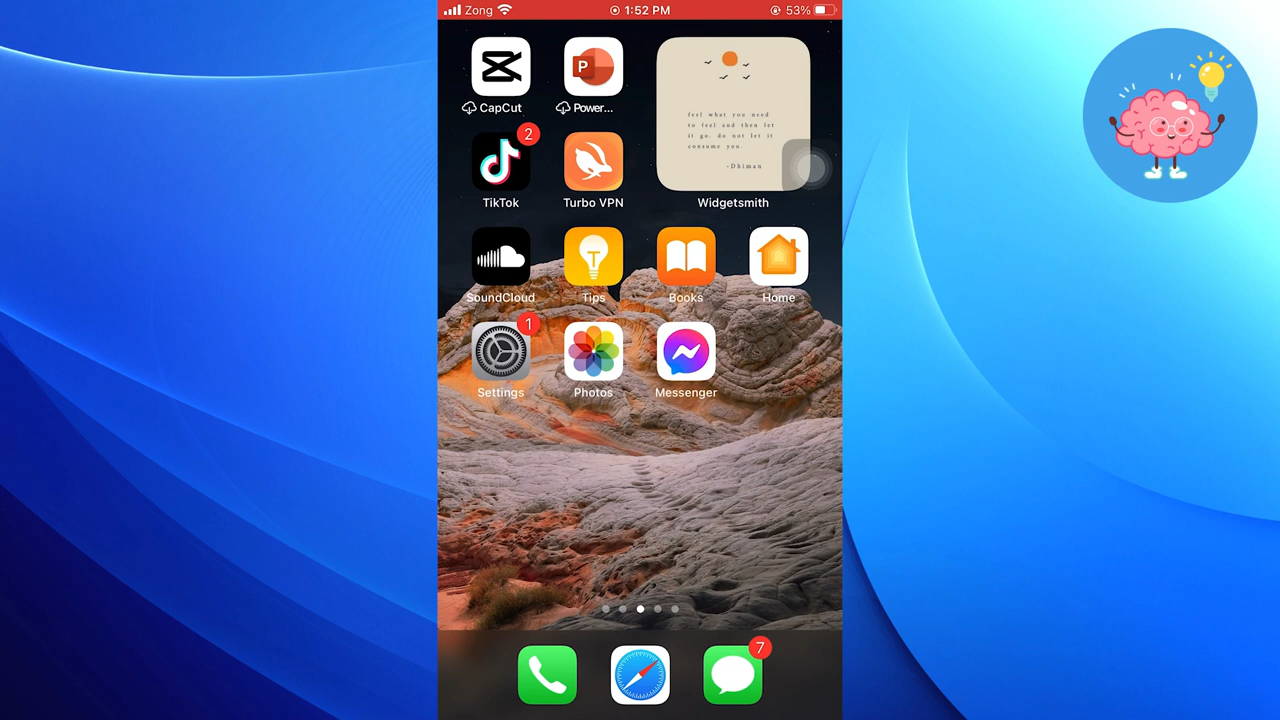 Zong 1:52 PM 53%
CapCut Power...
feel what you need
to feel and then let
it go. do not let it
consume you.
-Dhiman
2
TikTok Turbo VPN Widgetsmith
SoundCloud Tips Books Home
1
Settings Photos Messenger
7